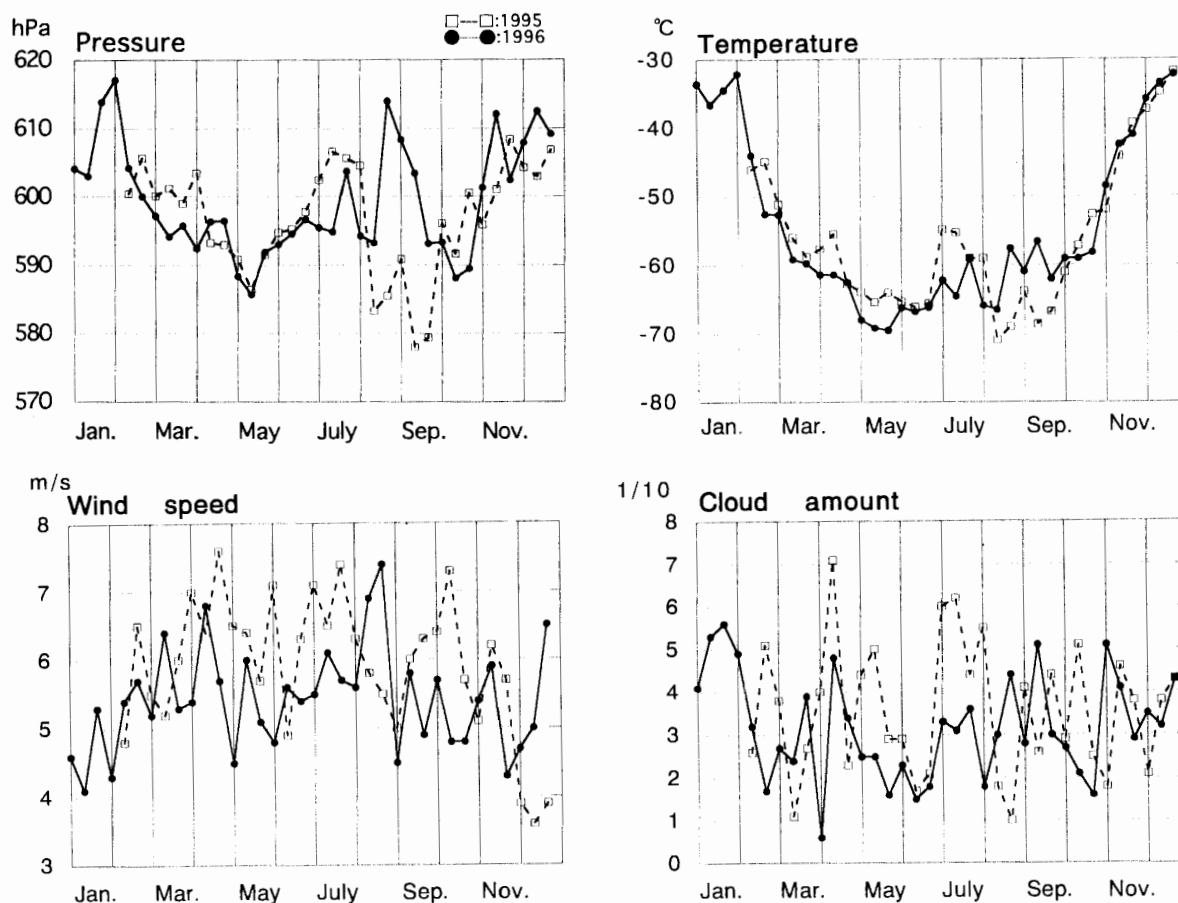 hPa
Pressure
:1995
:1996
620
610
600
590
580
570
Jan. Mar. May July Sep. Nov.
°C
Temperature
-30
-40
-50
-60
-70
-80
Jan. Mar. May July Sep. Nov.
m/s
Wind speed
8
7
6
5
4
3
Jan. Mar. May July Sep. Nov.
1/10
Cloud amount
8
7
6
5
4
3
2
1
0
Jan. Mar. May July Sep. Nov.